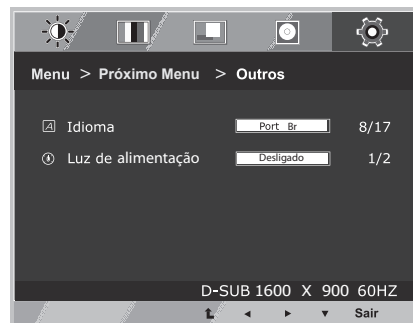 Menu > Próximo Menu > Outros
Idioma Port Br 8/17
Luz de alimentação Desligado 1/2
D-SUB 1600 X 900 60HZ
Sair